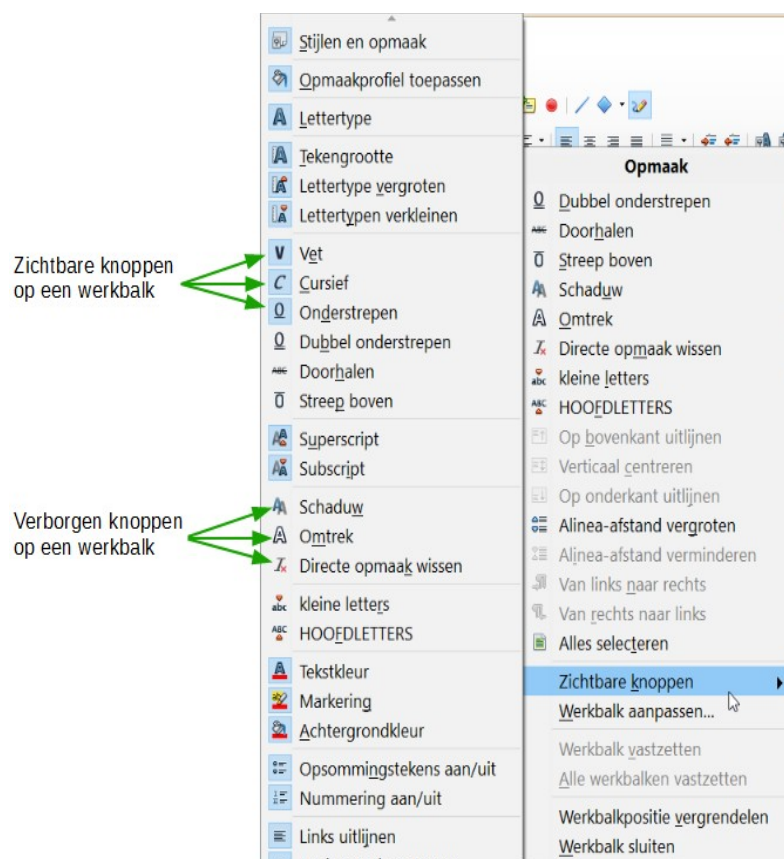 Stijlen en opmaak
Opmaakprofiel toepassen
Lettertype
Tekengrootte
Lettertype vergroten
Lettertypen verkleinen
Zichtbare knoppen
op een werkbalk
Vet
Cursief
Onderstrepen
Dubbel onderstrepen
Doorhalen
Streep boven
Superscript
Subscript
Verborgen knoppen
op een werkbalk
Schaduw
Omtrek
Directe opmaak wissen
kleine letters
HOOFDLETTERS
Tekstkleur
Markering
Achtergrondkleur
Opsommingstekens aan/uit
Nummering aan/uit
Links uitlijnen
Opmaak
Dubbel onderstrepen
Doorhalen
Streep boven
Schaduw
Omtrek
Directe opmaak wissen
kleine letters
HOOFDLETTERS
Op bovenkant uitlijnen
Verticaal centreren
Op onderkant uitlijnen
Alinea-afstand vergroten
Alinea-afstand verminderen
Van links naar rechts
Van rechts naar links
Alles selecteren
Zichtbare knoppen
Werkbalk aanpassen...
Werkbalk vastzetten
Alle werkbalken vastzetten
Werkbalkpositie vergrendelen
Werkbalk sluiten